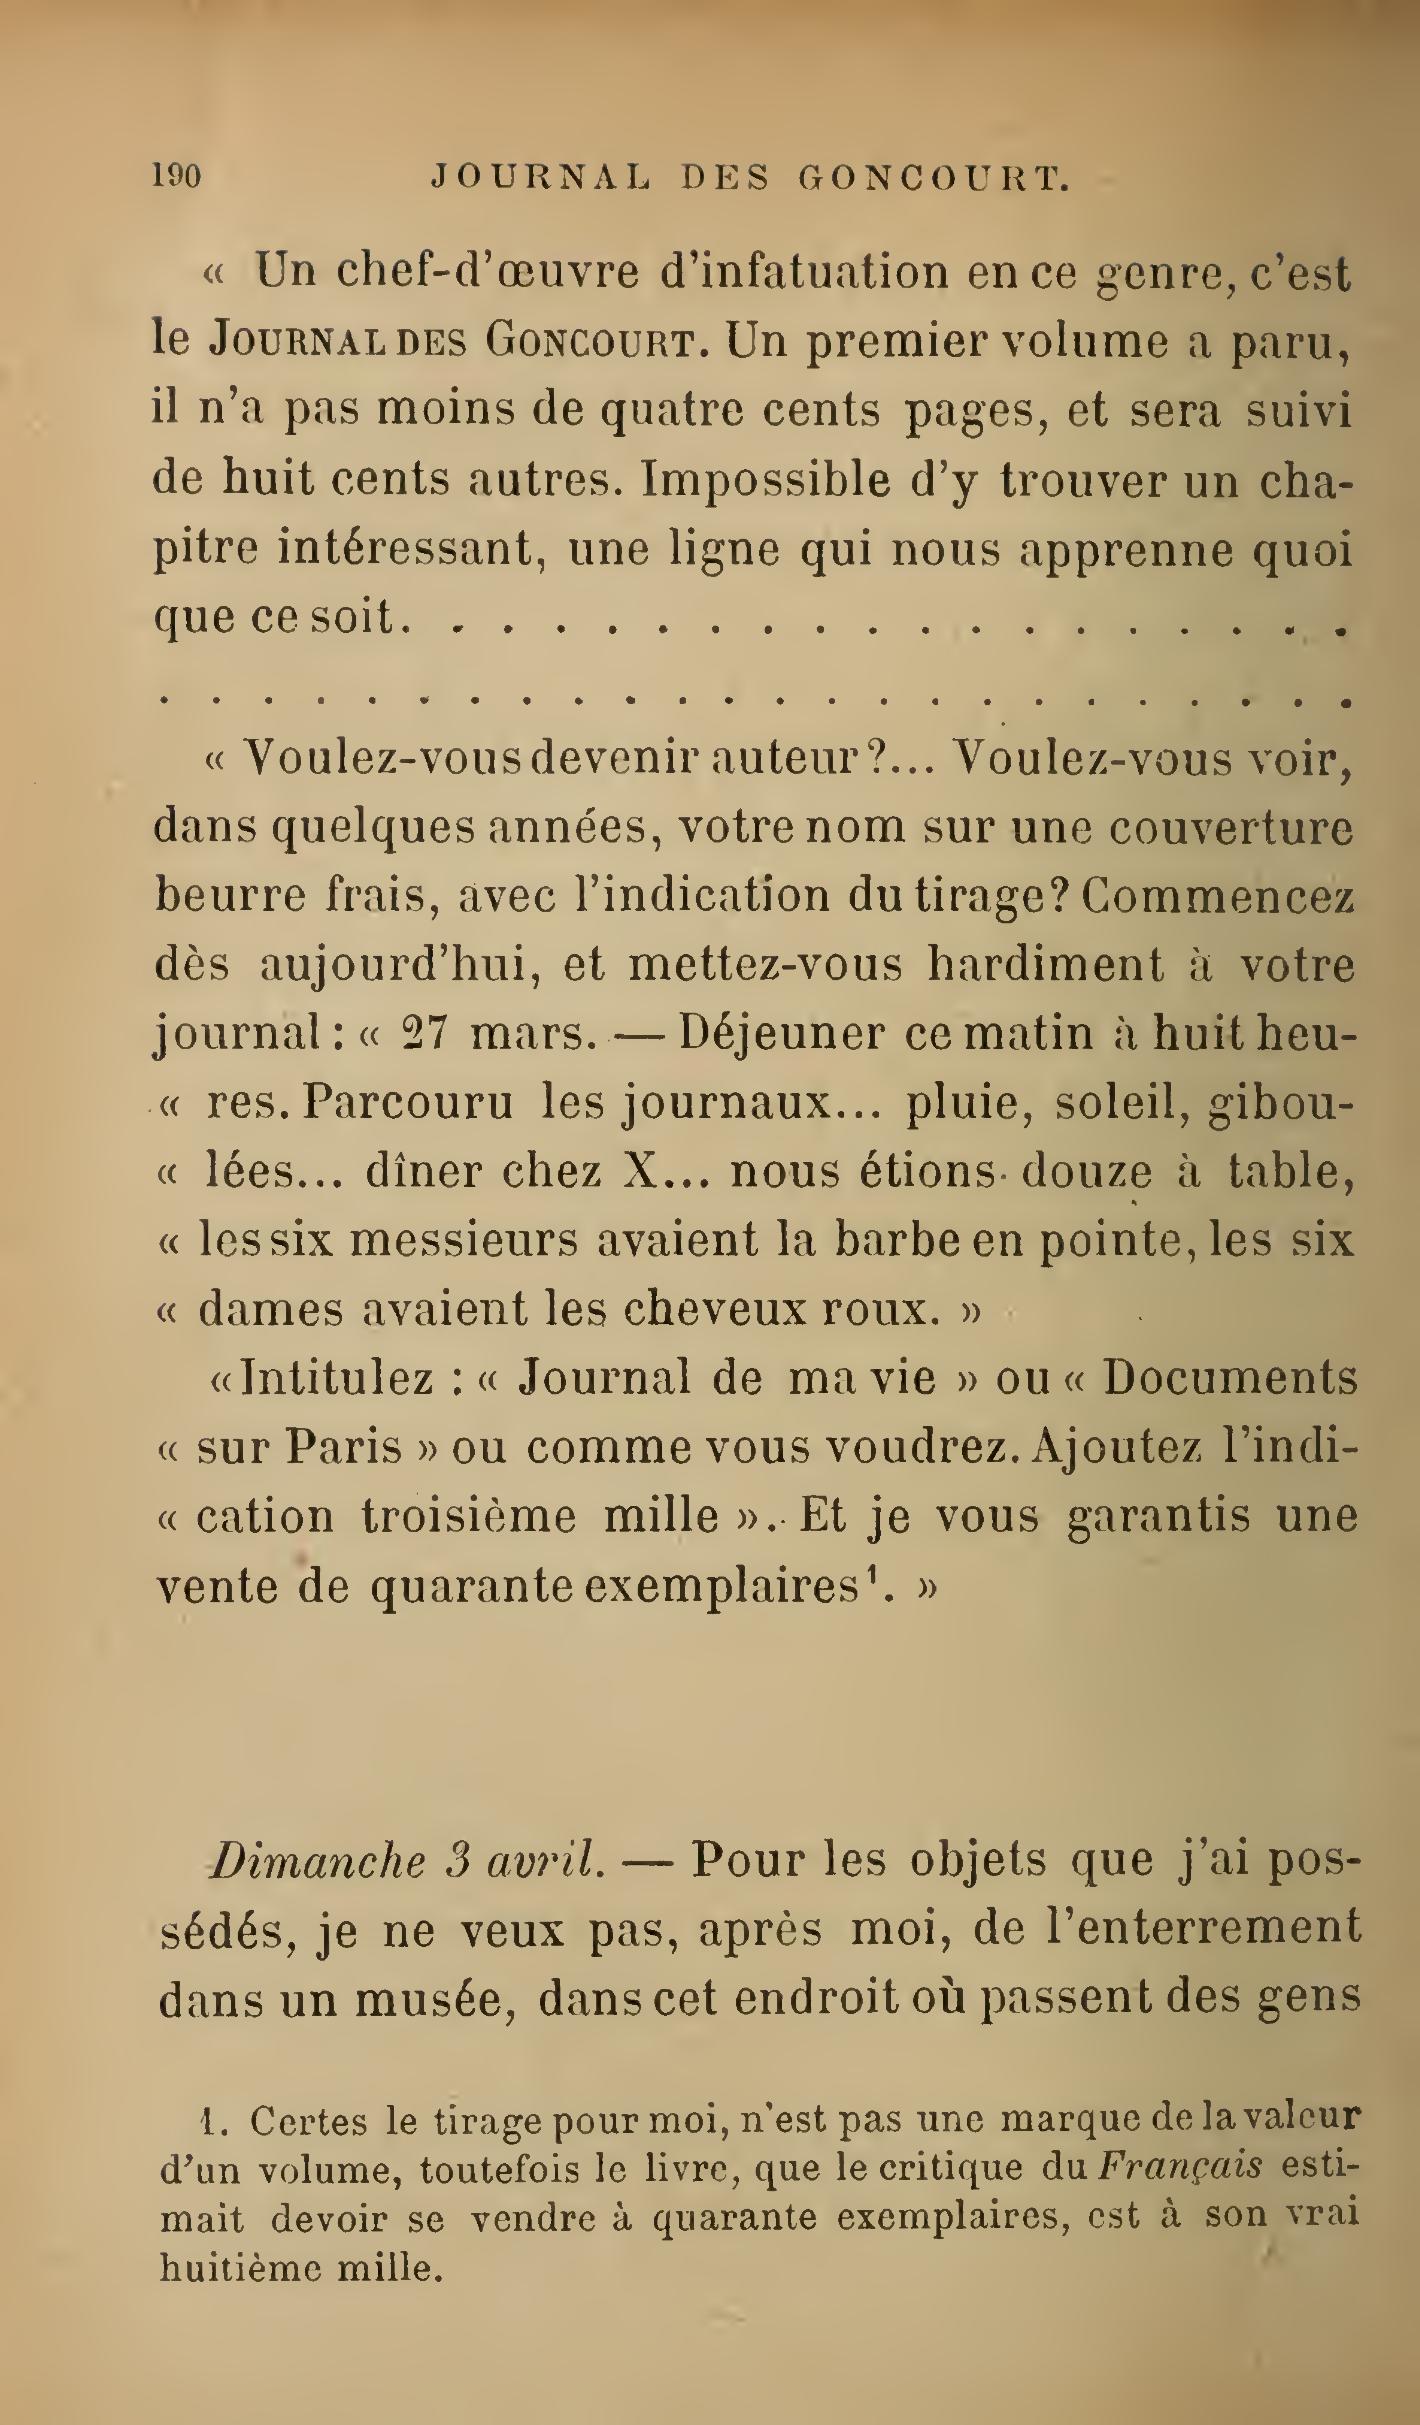 190 JOURNAL DES GONCOURT.
« Un chef-d'œuvre d'infatuation en ce genre, c'est
le JOURNAL DES GONCOURT. Un premier volume a paru,
il n'a pas moins de quatre cents pages, et sera suivi
de huit cents autres. Impossible d'y trouver un cha-
pitre intéressant, une ligne qui nous apprenne quoi
que ce soit. . . . . . . . . . . . . . . . . . .
. . . . . . . . . . . . . . . . . . . . . . . .
« Voulez-vous devenir auteur?... Voulez-vous voir,
dans quelques années, votre nom sur une couverture
beurre frais, avec l'indication du tirage? Commencez
dès aujourd'hui, et mettez-vous hardiment à votre
journal : « 27 mars. — Déjeuner ce matin à huit heu-
« res. Parcouru les journaux... pluie, soleil, gibou-
« lées... dîner chez X... nous étions douze à table,
« les six messieurs avaient la barbe en pointe, les six
« dames avaient les cheveux roux. »
« Intitulez : « Journal de ma vie » ou « Documents
« sur Paris » ou comme vous voudrez. Ajoutez l'indi-
« cation troisième mille ». Et je vous garantis une
vente de quarante exemplaires¹. »
Dimanche 3 avril. — Pour les objets que j'ai pos-
sédés, je ne veux pas, après moi, de l'enterrement
dans un musée, dans cet endroit où passent des gens
1. Certes le tirage pour moi, n'est pas une marque de la valeur
d'un volume, toutefois le livre, que le critique du Français esti-
mait devoir se vendre à quarante exemplaires, est à son vrai
huitième mille.